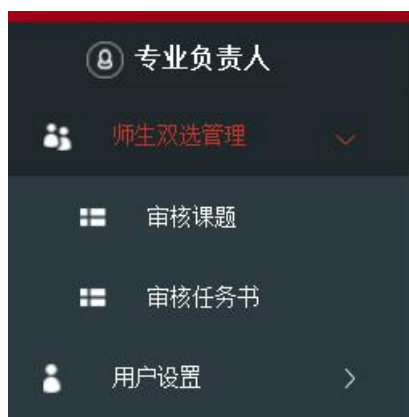 专业负责人
师生双选管理
审核课题
审核任务书
用户设置